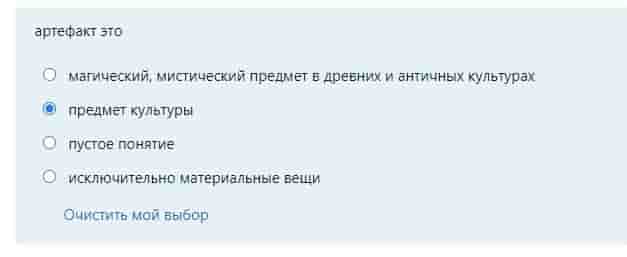 артефакт это
магический, мистический предмет в древних и античных культурах
предмет культуры
пустое понятие
исключительно материальные вещи
Очистить мой выбор